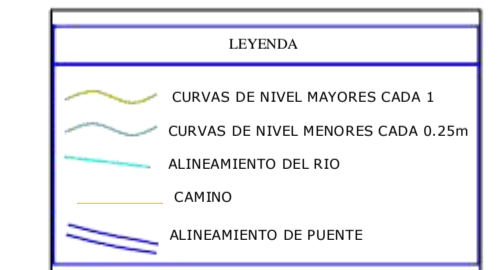 LEYENDA
CURVAS DE NIVEL MAYORES CADA 1
CURVAS DE NIVEL MENORES CADA 0.25m
ALINEAMIENTO DEL RIO
CAMINO
ALINEAMIENTO DE PUENTE